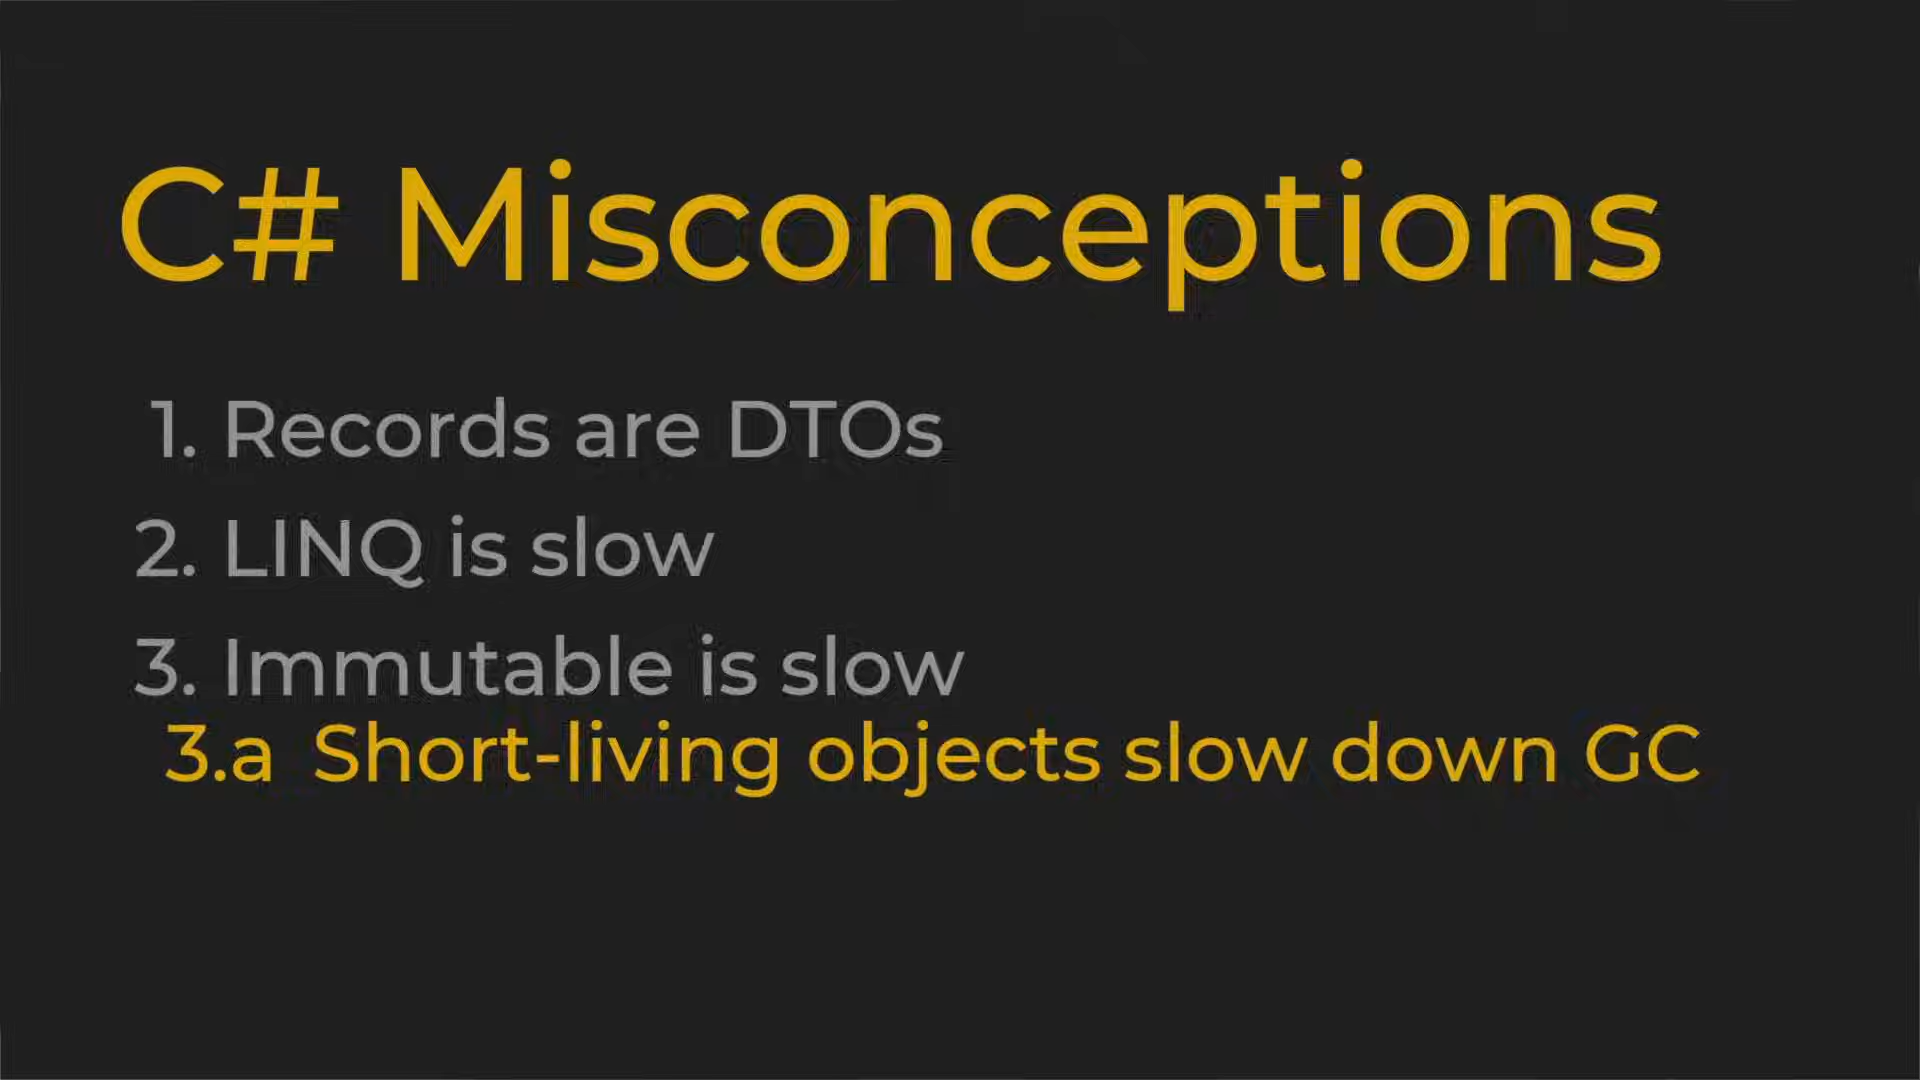 C# Misconceptions
1. Records are DTOs
2. LINQ is slow
3. Immutable is slow
3.a Short-living objects slow down GC